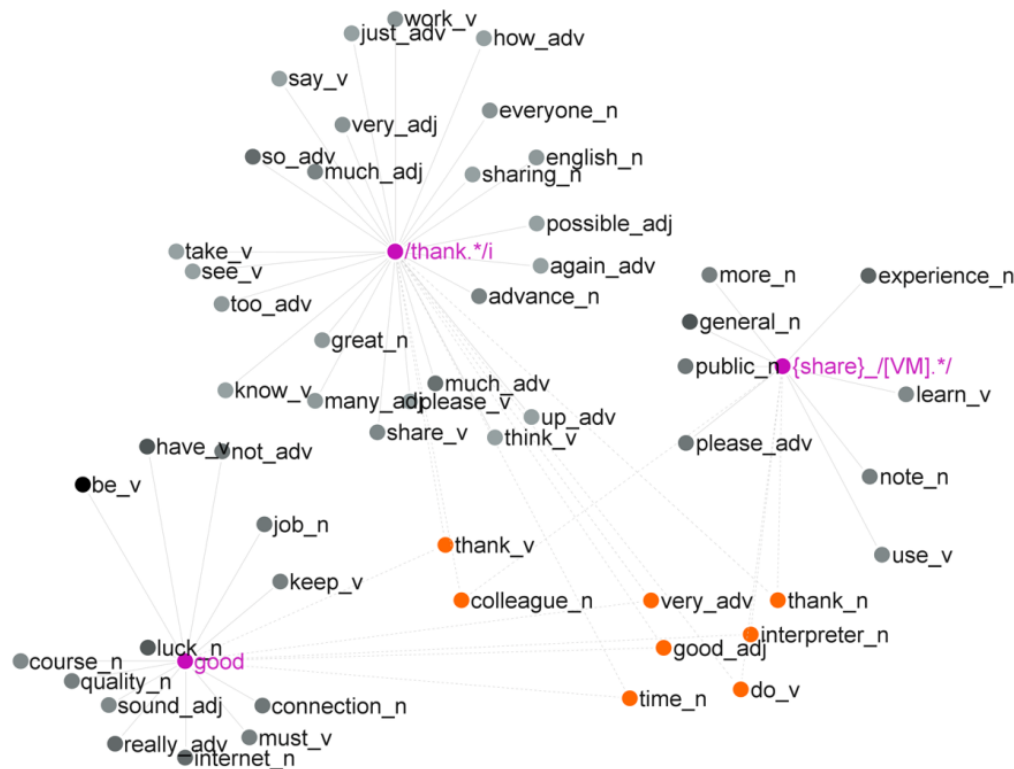 work_v
just_adv
how_adv
say_v
everyone_n
very_adj
so_adv
english_n
much_adj
sharing_n
possible_adj
take_v
/thank.*/i
again_adv
see_v
more_n
experience_n
too_adv
advance_n
general_n
great_n
public_n
{share}_/[VM].*/
know_v
much_adv
learn_v
many_adj
please_v
up_adv
share_v
think_v
please_adv
have_v
not_adv
note_n
be_v
job_n
thank_v
use_v
keep_v
colleague_n
very_adv
thank_n
interpreter_n
luck_n
good_adj
course_n
good
quality_n
do_v
time_n
sound_adj
connection_n
really_adv
must_v
internet_n